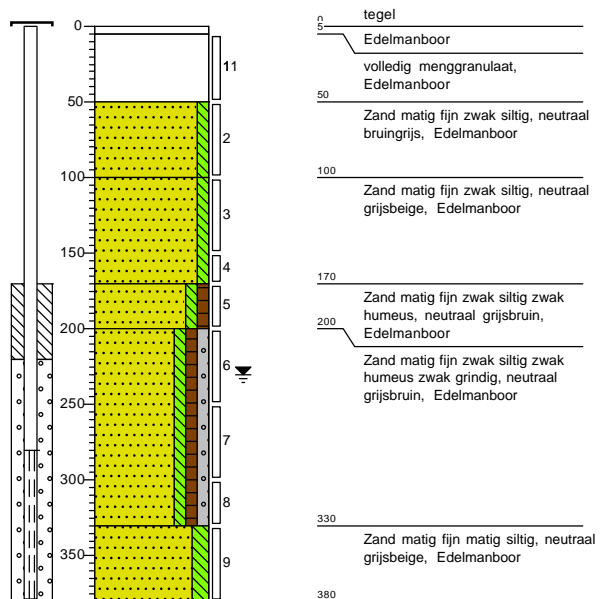 0
50
100
150
200
250
300
350
11
2
3
4
5
6
7
8
9
0
tegel
5
Edelmanboor
volledig menggranulaat,
Edelmanboor
50
Zand matig fijn zwak siltig, neutraal
bruingrijs, Edelmanboor
100
Zand matig fijn zwak siltig, neutraal
grijsbeige, Edelmanboor
170
Zand matig fijn zwak siltig zwak
humeus, neutraal grijsbruin,
Edelmanboor
200
Zand matig fijn zwak siltig zwak
humeus zwak grindig, neutraal
grijsbruin, Edelmanboor
330
Zand matig fijn matig siltig, neutraal
grijsbeige, Edelmanboor
380